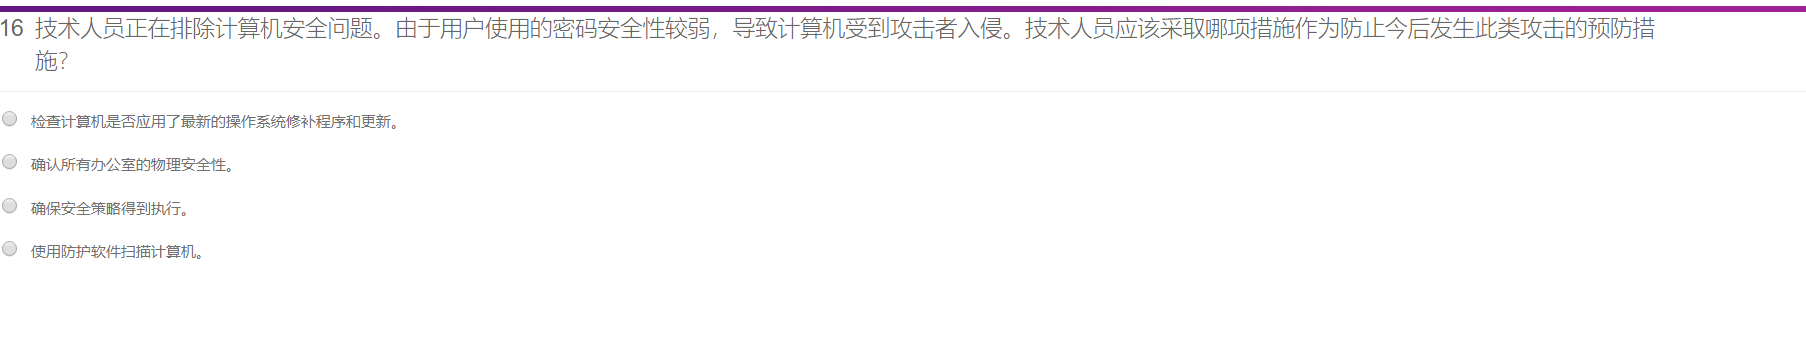 16 技术人员正在排除计算机安全问题。由于用户使用的密码安全性较弱，导致计算机受到攻击者入侵。技术人员应该采取哪项措施作为防止今后发生此类攻击的预防措
施？
检查计算机是否应用了最新的操作系统修补程序和更新。
确认所有办公室的物理安全性。
确保安全策略得到执行。
使用防护软件扫描计算机。